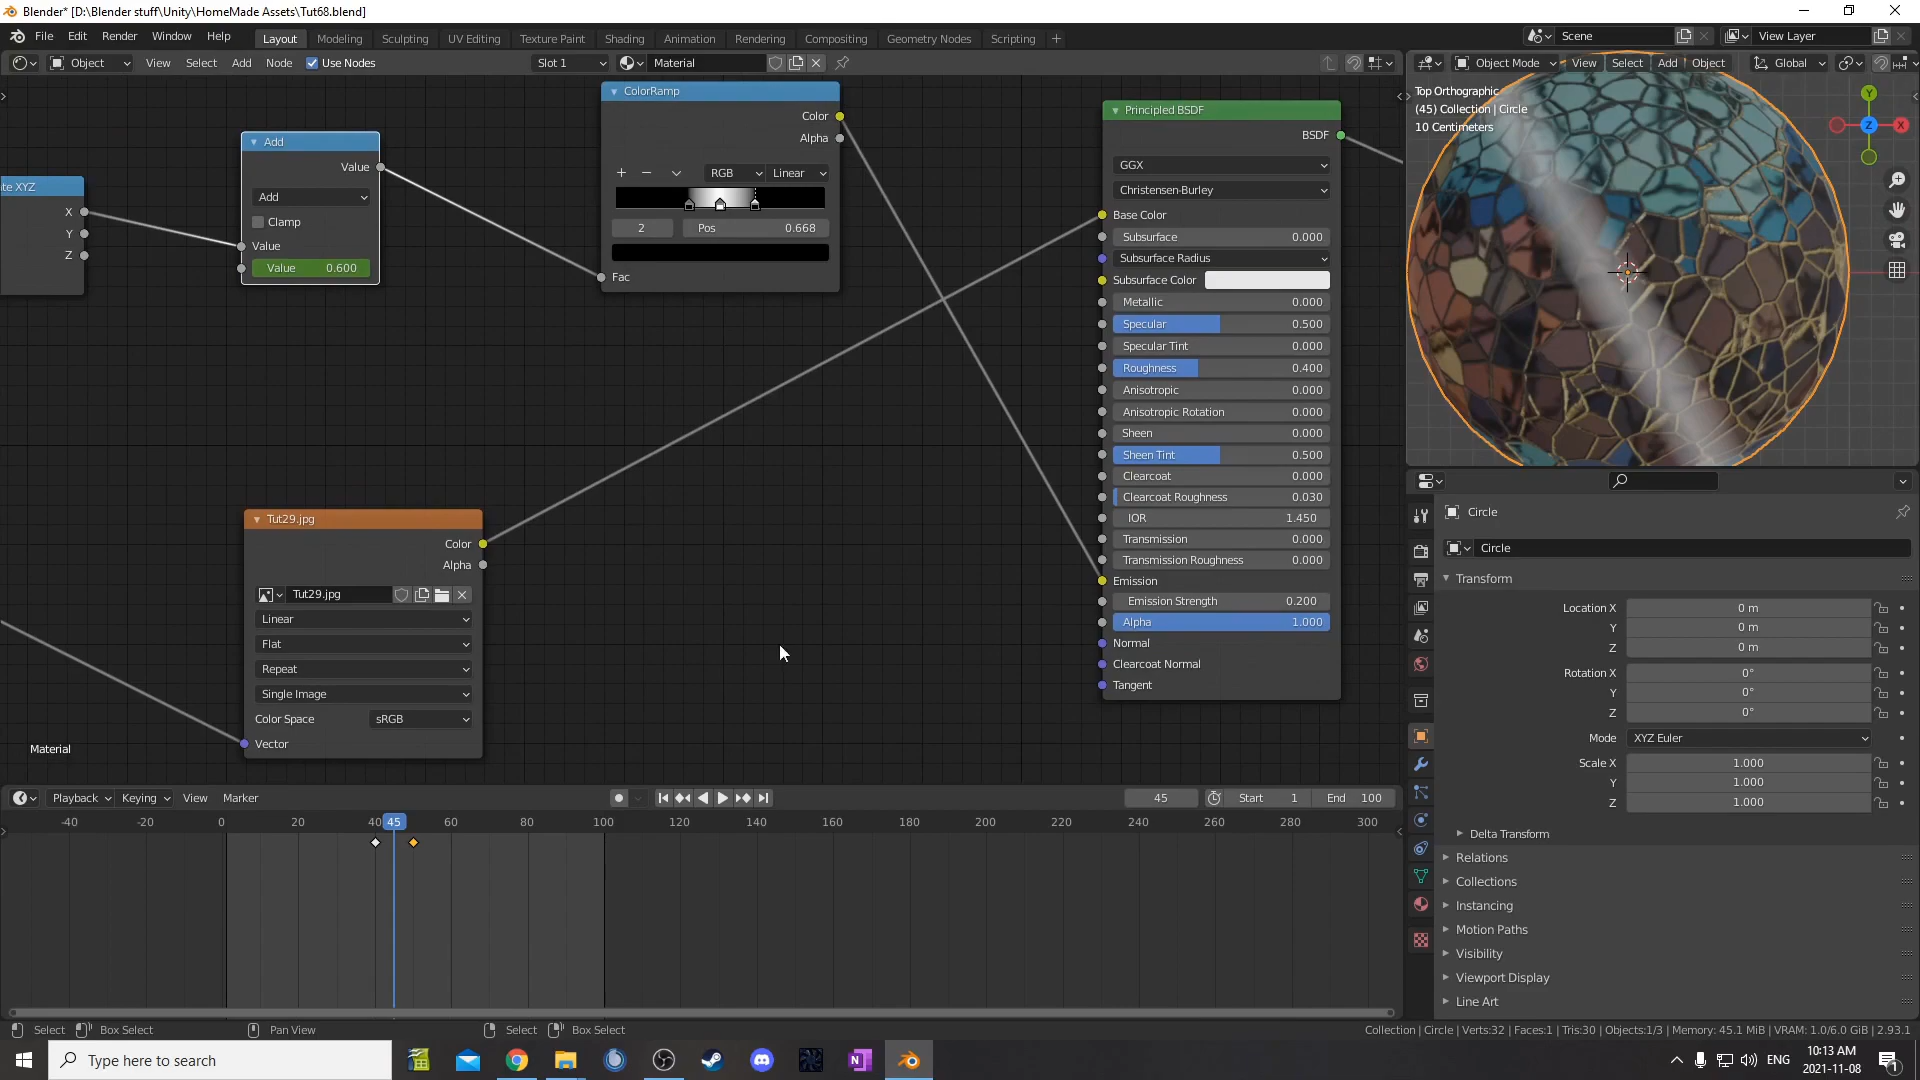 Blender* [D:\Blender stuff\Unity\HomeMade Assets\Tut68.blend]
File Edit Render Window Help Layout Modeling Sculpting UV Editing Texture Paint Shading Animation Rendering Compositing Geometry Nodes Scripting + Scene View Layer
Object View Select Add Node Use Nodes Slot 1 Material Object Mode View Select Add Object Global
Top Orthographic
(45) Collection | Circle
10 Centimeters
Y
Z
X
te XYZ
X
Y
Z
Add
Value
Add
Clamp
Value
Value 0.600
ColorRamp
Color
Alpha
RGB Linear
2 Pos 0.668
Fac
Principled BSDF
BSDF
GGX
Christensen-Burley
Base Color
Subsurface 0.000
Subsurface Radius
Subsurface Color
Metallic 0.000
Specular 0.500
Specular Tint 0.000
Roughness 0.400
Anisotropic 0.000
Anisotropic Rotation 0.000
Sheen 0.000
Sheen Tint 0.500
Clearcoat 0.000
Clearcoat Roughness 0.030
IOR 1.450
Transmission 0.000
Transmission Roughness 0.000
Emission
Emission Strength 0.200
Alpha 1.000
Normal
Clearcoat Normal
Tangent
Tut29.jpg
Color
Alpha
Tut29.jpg
Linear
Flat
Repeat
Single Image
Color Space sRGB
Vector
Material
Circle
Circle
Transform
Location X 0 m
Y 0 m
Z 0 m
Rotation X 0°
Y 0°
Z 0°
Mode XYZ Euler
Scale X 1.000
Y 1.000
Z 1.000
Delta Transform
Relations
Collections
Instancing
Motion Paths
Visibility
Viewport Display
Line Art
Playback Keying View Marker 45 Start 1 End 100
-40 -20 0 20 40 45 60 80 100 120 140 160 180 200 220 240 260 280 300
Select Box Select Pan View Select Box Select Collection | Circle | Verts:32 | Faces:1 | Tris:30 | Objects:1/3 | Memory: 45.1 MiB | VRAM: 1.0/6.0 GiB | 2.93.1
Type here to search
ENG
10:13 AM
2021-11-08
1